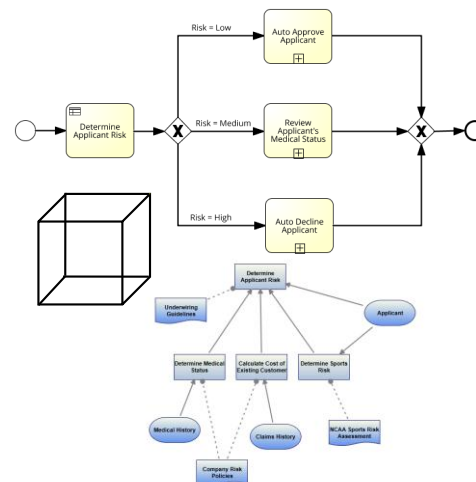 Risk = Low
Auto Approve
Applicant
Determine
Applicant Risk
X
Risk = Medium
Review
Applicant's
Medical Status
X
Risk = High
Auto Decline
Applicant
Determine
Applicant Risk
Underwiring
Guidelines
Applicant
Determine Medical
Status
Calculate Cost of
Existing Customer
Determine Sports
Risk
Medical History
Claims History
NCAA Sports Risk
Assessment
Company Risk
Policies